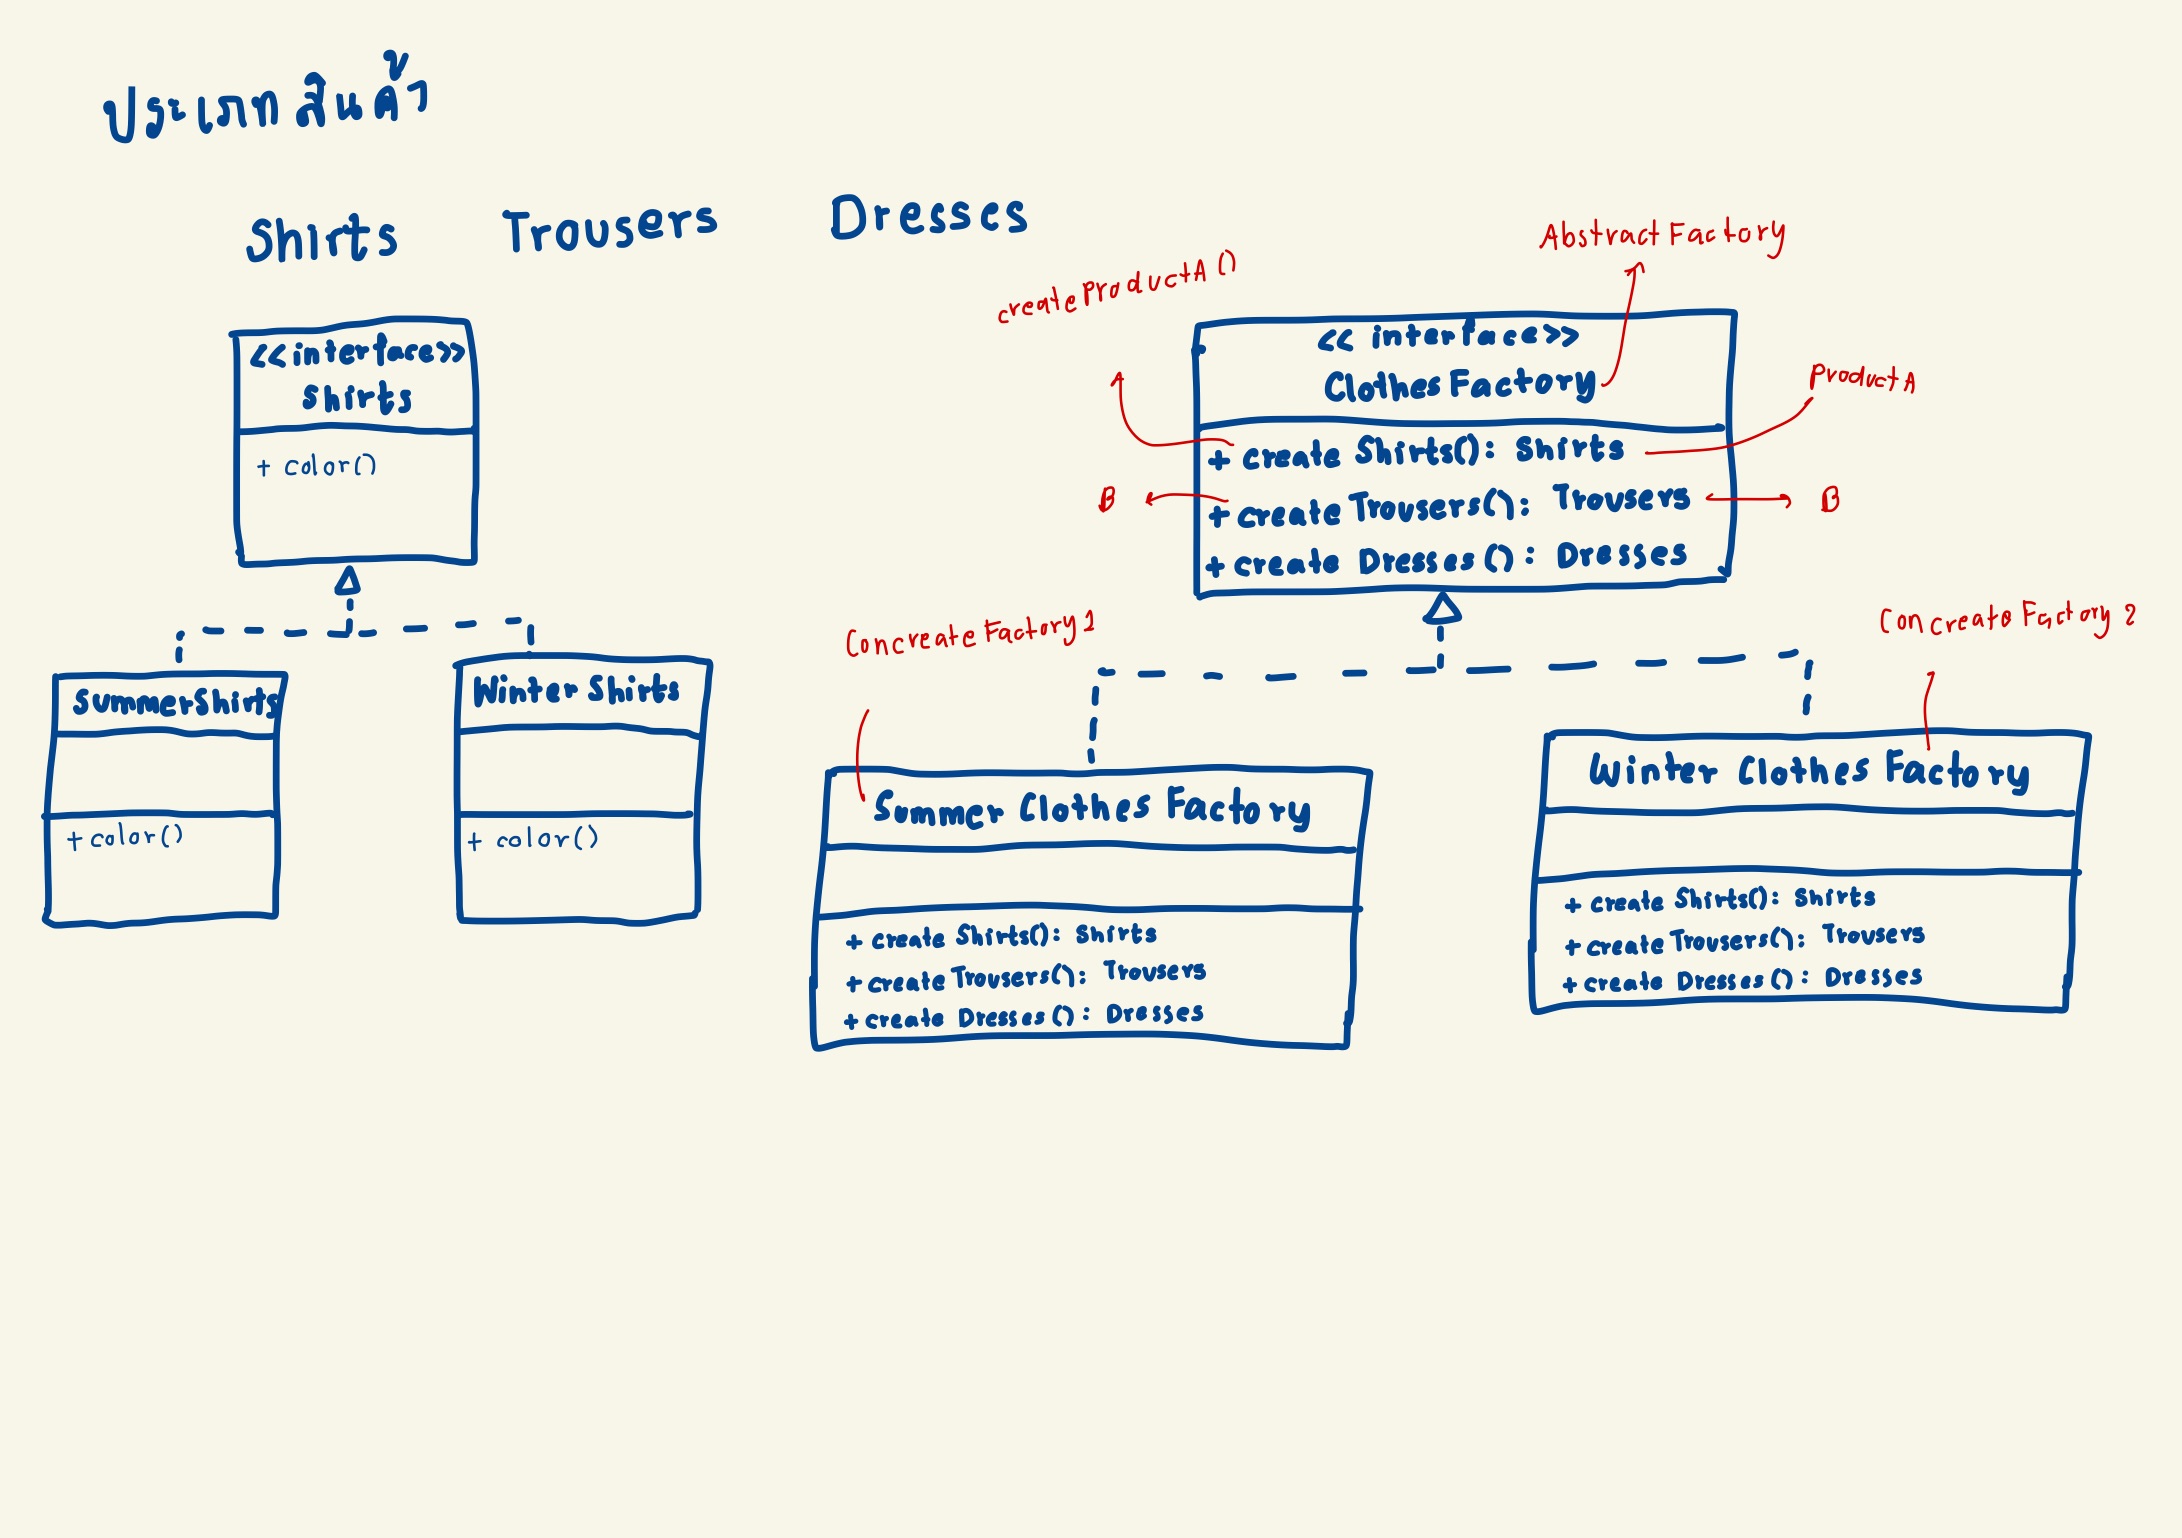 ประเภทสินค้า
Shirts Trousers Dresses
<<interface>>
Shirts
+ color()
SummerShirts
+ color()
Winter Shirts
+ color()
createProductA()
AbstractFactory
<< interface>>
Clothes Factory
ProductA
+ create Shirts(): Shirts
B
+ create Trousers(): Trousers
B
+ create Dresses(): Dresses
Concreate Factory 1
Concreate Factory 2
Summer Clothes Factory
+ create Shirts(): Shirts
+ create Trousers(): Trousers
+ create Dresses(): Dresses
Winter Clothes Factory
+ create Shirts(): Shirts
+ create Trousers(): Trousers
+ create Dresses(): Dresses